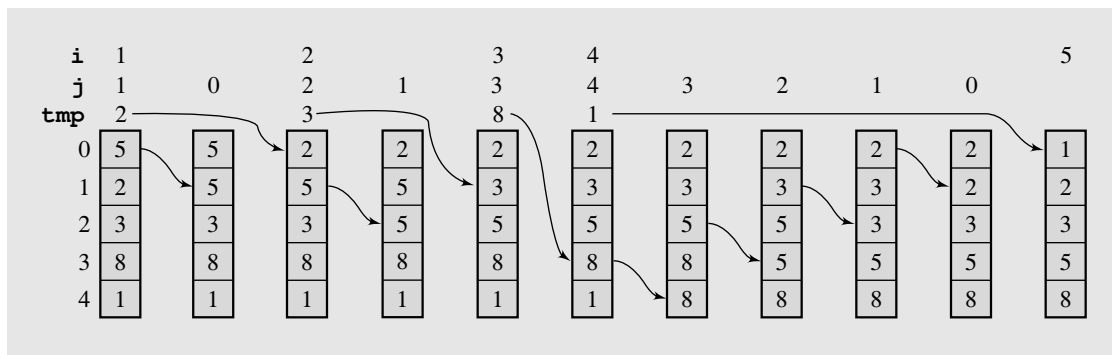 i 1 2 3 4 5
j 1 0 2 1 3 4 3 2 1 0
tmp 2 3 8 1
0 5 5 2 2 2 2 2 2 2 2 1
1 2 5 5 5 3 3 3 3 3 2 2
2 3 3 3 5 5 5 5 5 3 3 3
3 8 8 8 8 8 8 8 5 5 5 5
4 1 1 1 1 1 1 8 8 8 8 8